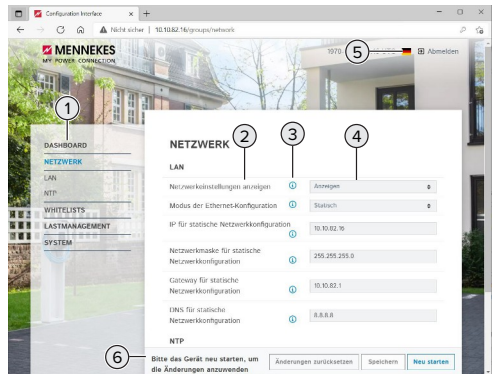 Configuration Interface
Nicht sicher | 10.10.82.16/groups/network
MENNEKES
MY POWER CONNECTION
1970-
5
Abmelden
1
DASHBOARD
NETZWERK
LAN
NTP
WHITELISTS
LASTMANAGEMENT
SYSTEM
NETZWERK
2
3
4
LAN
Netzwerkeinstellungen anzeigen
Anzeigen
Modus der Ethernet-Konfiguration
Statisch
IP für statische Netzwerkkonfiguration
10.10.82.16
Netzwerkmaske für statische
Netzwerkkonfiguration
255.255.255.0
Gateway für statische
Netzwerkkonfiguration
10.10.82.1
DNS für statische
Netzwerkkonfiguration
8.8.8.8
NTP
6
Bitte das Gerät neu starten, um
die Änderungen anzuwenden
Änderungen zurücksetzen
Speichern
Neu starten